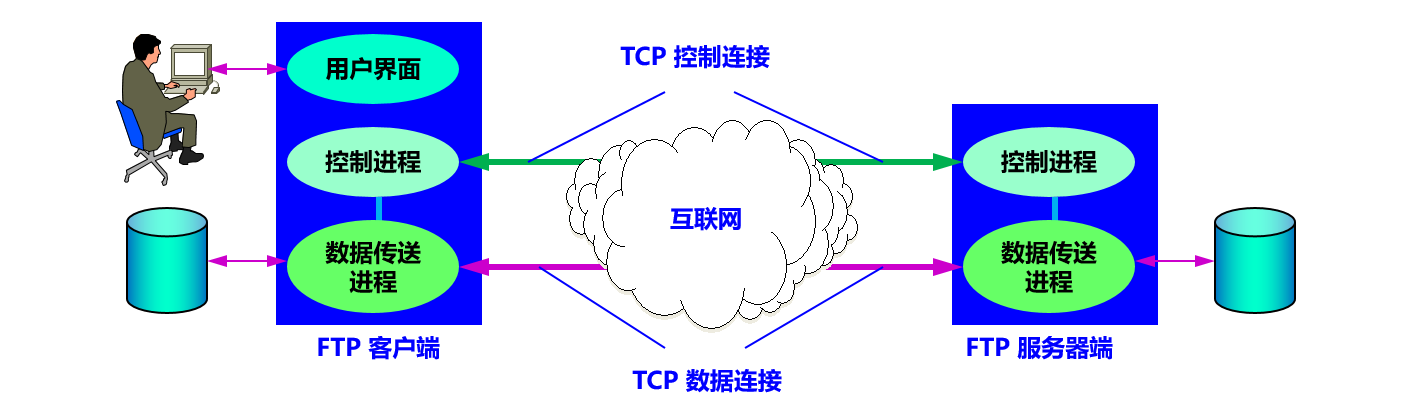 TCP 控制连接
用户界面
控制进程
控制进程
互联网
数据传送
进程
数据传送
进程
FTP 客户端
FTP 服务器端
TCP 数据连接